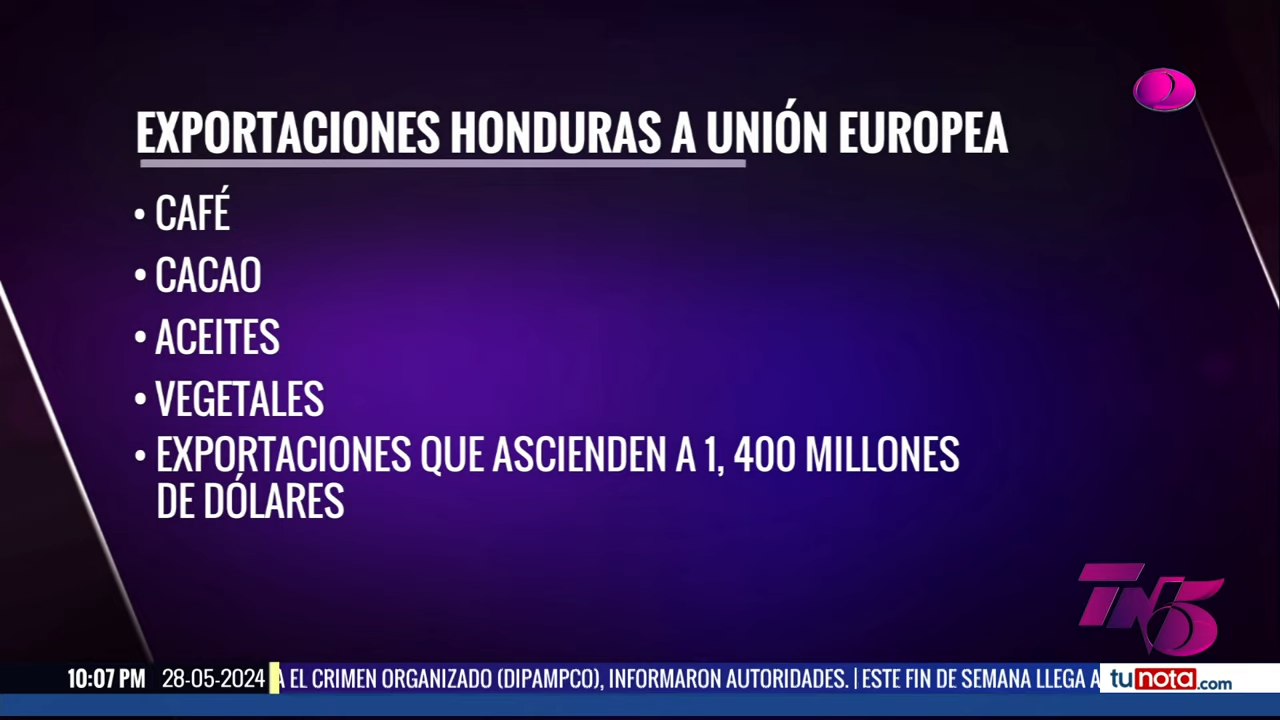 EXPORTACIONES HONDURAS A UNIÓN EUROPEA
• CAFÉ
• CACAO
• ACEITES
• VEGETALES
• EXPORTACIONES QUE ASCIENDEN A 1, 400 MILLONES
DE DÓLARES
TN5
10:07 PM 28-05-2024 A EL CRIMEN ORGANIZADO (DIPAMPCO), INFORMARON AUTORIDADES. | ESTE FIN DE SEMANA LLEGA A tunota.com